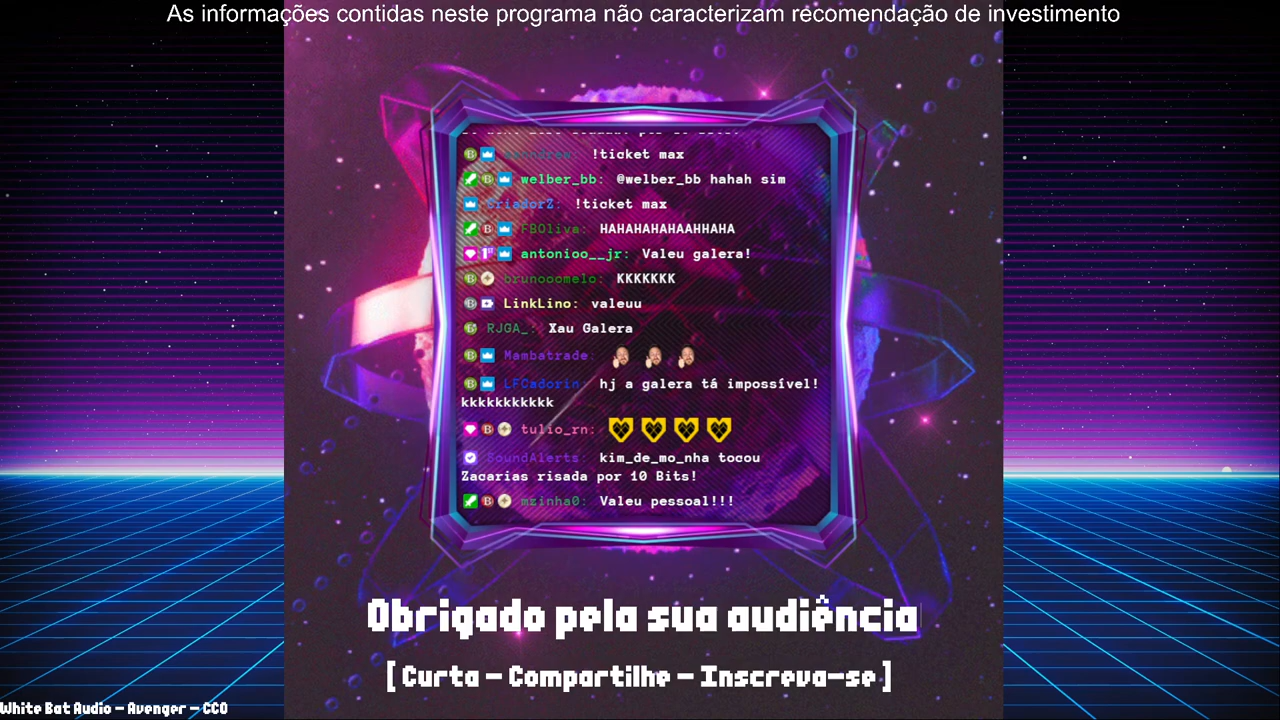 As informações contidas neste programa não caracterizam recomendação de investimento
!ticket max
welber_bb: @welber_bb hahah sim
CriadorZ: !ticket max
FBOliva: HAHAHAHAHAAHHAHA
antonioo__jr: Valeu galera!
brunooomelo: KKKKKKK
LinkLino: valeuu
RJGA_: Xau Galera
Mambatrade:
LFCadorin: hj a galera tá impossível!
kkkkkkkkkkk
tulio_rn:
SoundAlerts: kim_de_mo_nha tocou
Zacarias risada por 10 Bits!
mzinha0: Valeu pessoal!!!
Obrigado pela sua audiência
[ Curta - Compartilhe - Inscreva-se ]
White Bat Audio - Avenger - CC0